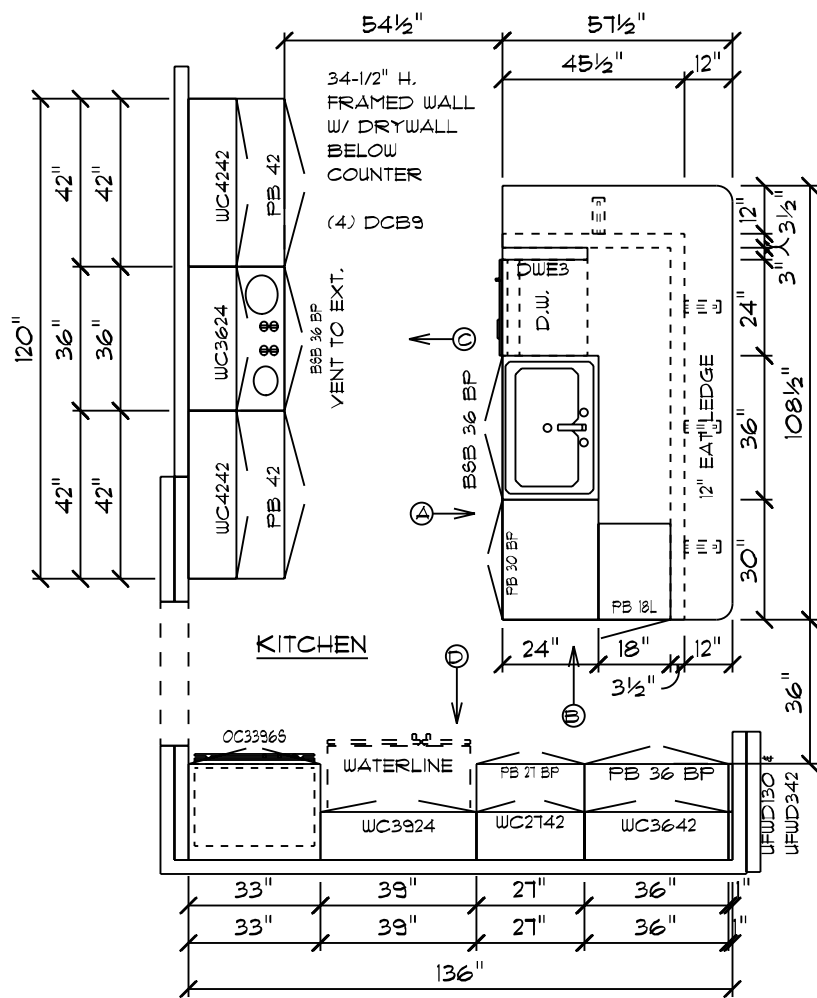 54½"
57½"
45½"
12"
34-1/2" H.
FRAMED WALL
W/ DRYWALL
BELOW
COUNTER
(4) DCB9
120"
42"
42"
36"
36"
42"
42"
WC4242
PB 42
WC3624
BSB 36 BP
VENT TO EXT.
WC4242
PB 42
DWE3
D.W.
C
BSB 36 BP
A
PB 30 BP
PB 18L
12" EAT LEDGE
12"
3½"
3"
24"
36"
30"
108½"
36"
24"
18"
3½"
12"
KITCHEN
D
B
OC3396S
WATERLINE
PB 27 BP
PB 36 BP
WC3924
WC2742
WC3642
UFWD130 &
UFWD342
33"
39"
27"
36"
1"
33"
39"
27"
36"
1"
136"